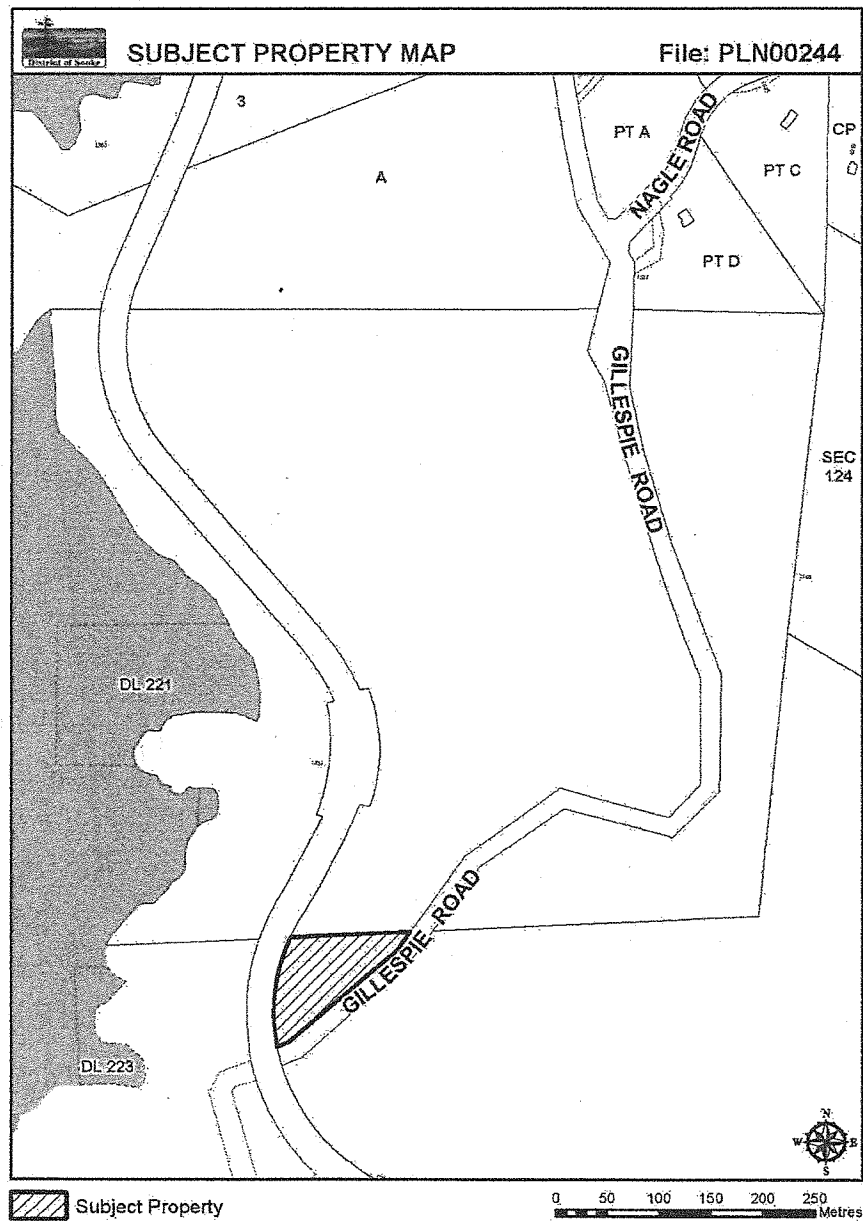 District of Sooke
SUBJECT PROPERTY MAP
File: PLN00244
3
A
PT A
NAGLE ROAD
CP
PT C
PT D
GILLESPIE ROAD
SEC
124
DL 221
GILLESPIE ROAD
DL 223
N
W E
S
Subject Property
0 50 100 150 200 250
Metres